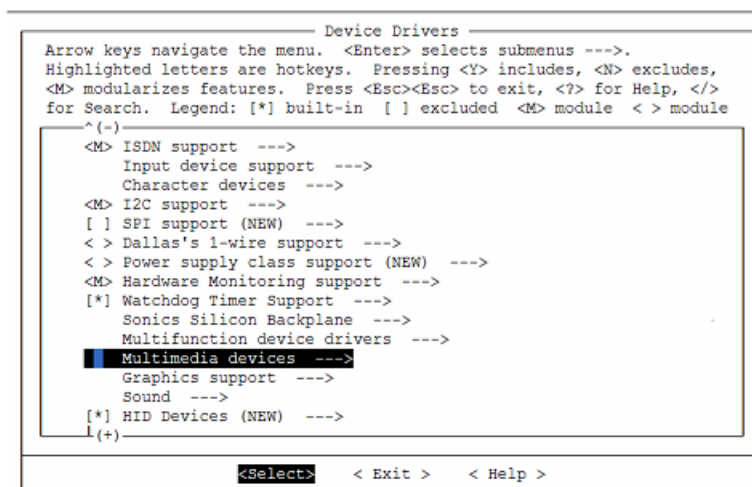 Device Drivers
Arrow keys navigate the menu.  <Enter> selects submenus --->.
Highlighted letters are hotkeys.  Pressing <Y> includes, <N> excludes,
<M> modularizes features.  Press <Esc><Esc> to exit, <?> for Help, </>
for Search.  Legend: [*] built-in  [ ] excluded  <M> module  < > module
^(-)
<M> ISDN support  --->
Input device support  --->
Character devices  --->
<M> I2C support  --->
[ ] SPI support (NEW)  --->
< > Dallas's 1-wire support  --->
< > Power supply class support (NEW)  --->
<M> Hardware Monitoring support  --->
[*] Watchdog Timer Support  --->
Sonics Silicon Backplane  --->
Multifunction device drivers  --->
Multimedia devices  --->
Graphics support  --->
Sound  --->
[*] HID Devices (NEW)  --->
(+)
<Select>    < Exit >    < Help >